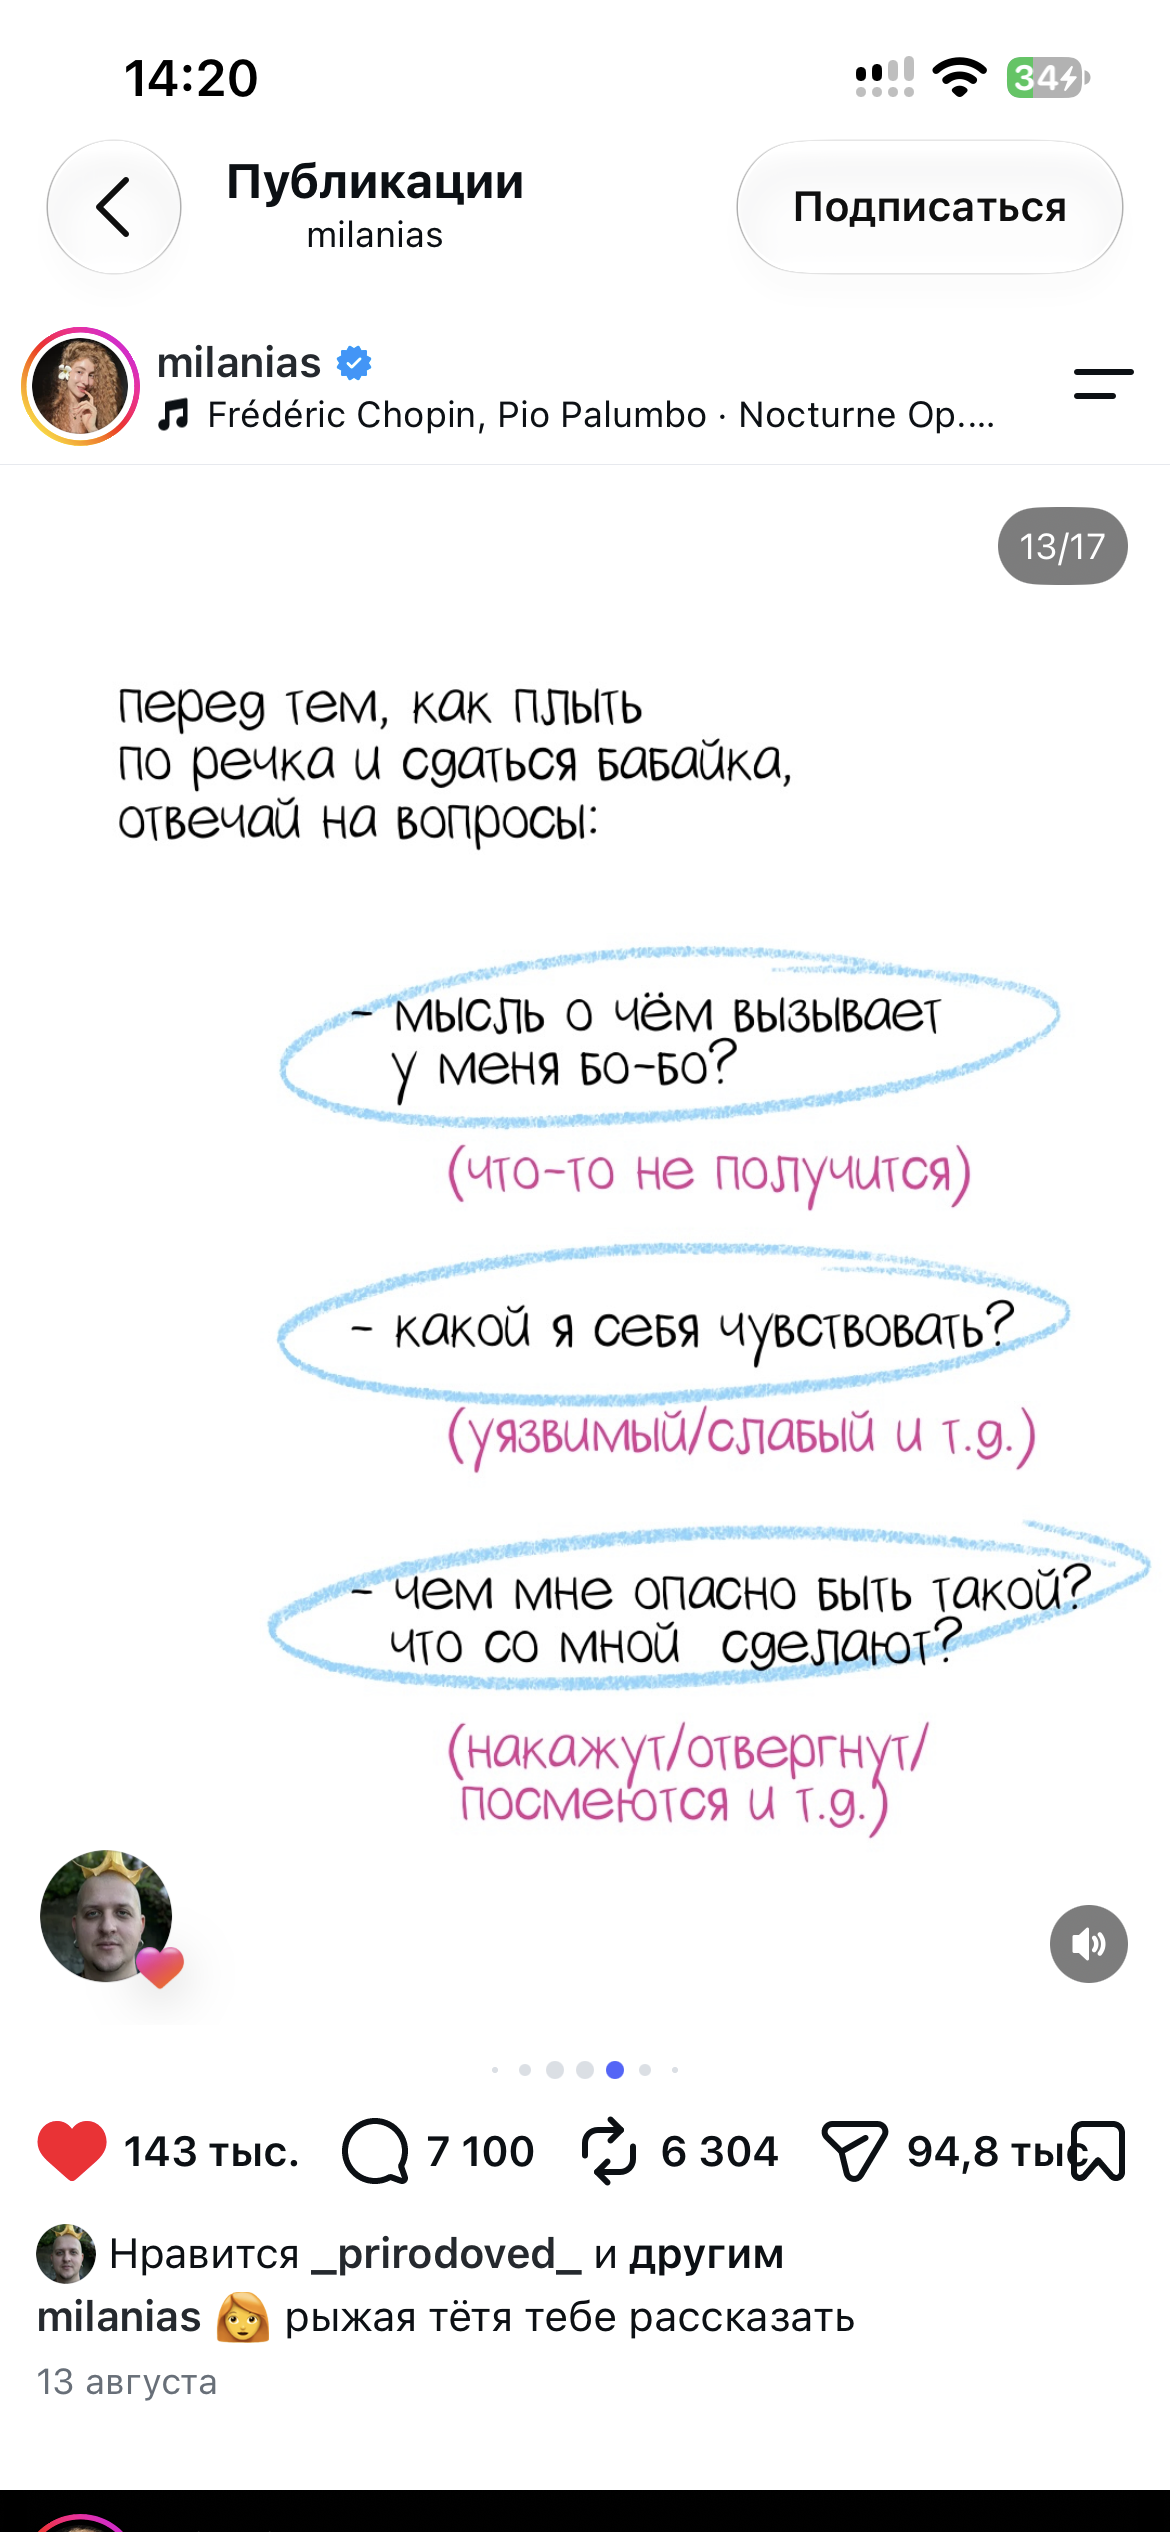 14:20
34
Публикации
milanias
Подписаться
milanias
Frédéric Chopin, Pio Palumbo · Nocturne Op....
13/17
перед тем, как плыть
по речка и сдаться бабайка,
отвечай на вопросы:
- мысль о чём вызывает
у меня бо-бо?
(что-то не получится)
- какой я себя чувствовать?
(уязвимый/слабый и т.д.)
- чем мне опасно быть такой?
что со мной сделают?
(накажут/отвергнут/
посмеются и т.д.)
143 тыс.
7 100
6 304
94,8 тыс
Нравится _prirodoved_ и другим
milanias 👩‍🦰 рыжая тётя тебе рассказать
13 августа